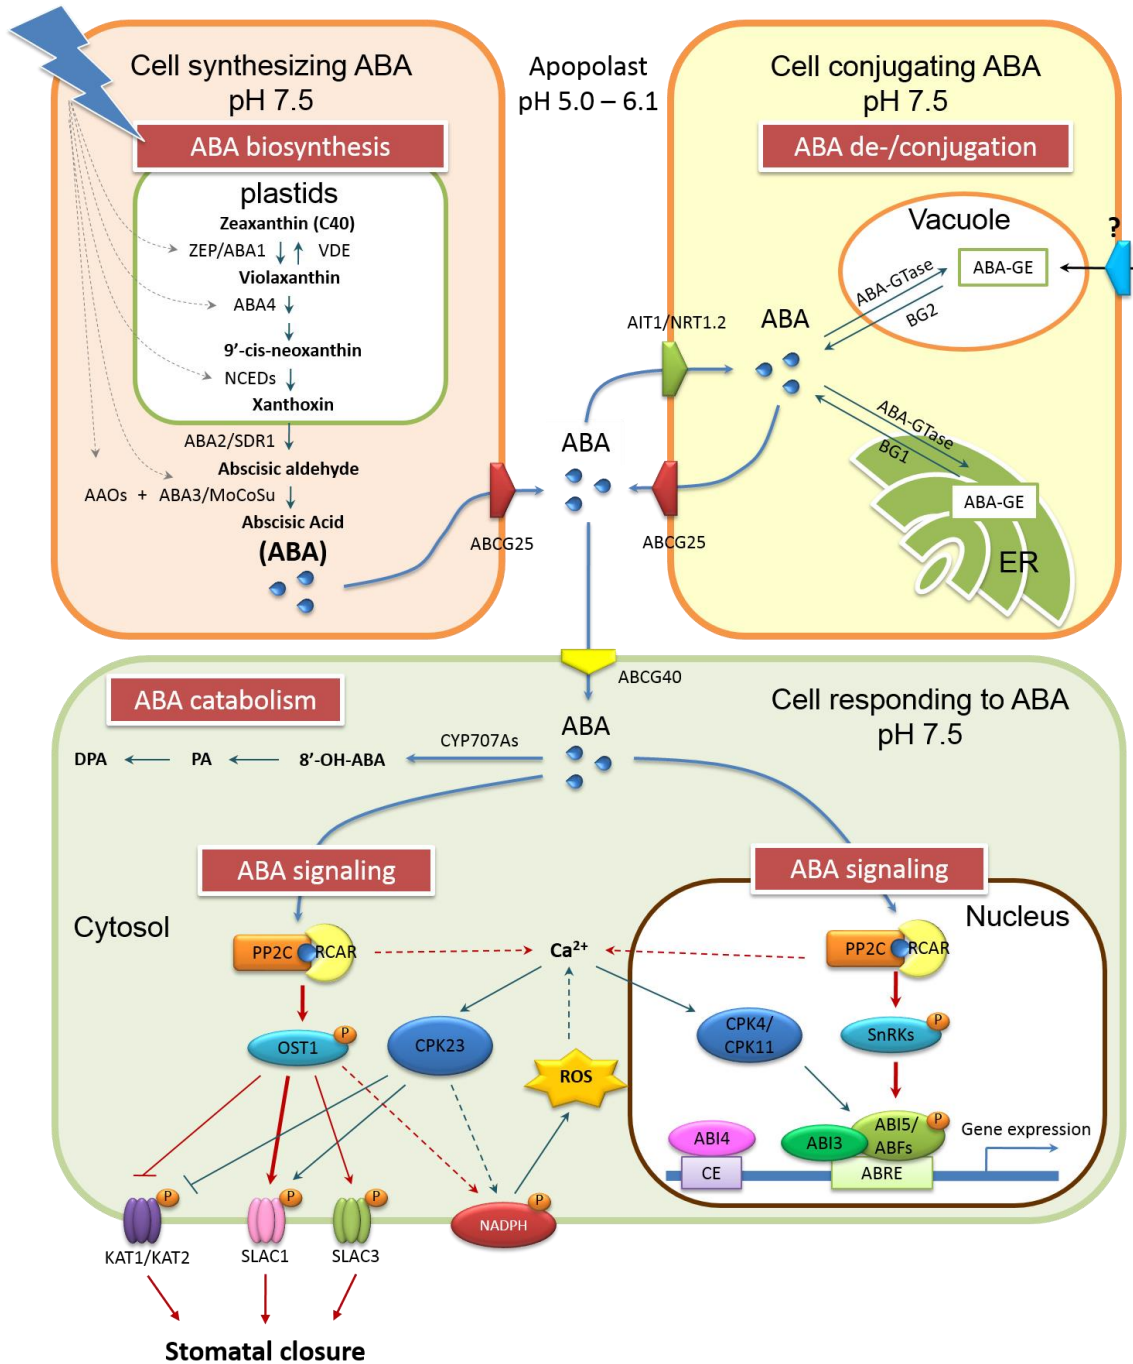 Cell synthesizing ABA
pH 7.5
Apopolast
pH 5.0 – 6.1
Cell conjugating ABA
pH 7.5
ABA biosynthesis
ABA de-/conjugation
plastids
Zeaxanthin (C40)
ZEP/ABA1
VDE
Violaxanthin
ABA4
9’-cis-neoxanthin
NCEDs
Xanthoxin
ABA2/SDR1
Abscisic aldehyde
AAOs + ABA3/MoCoSu
Abscisic Acid
(ABA)
ABCG25
ABA
ABCG25
AIT1/NRT1.2
ABA
Vacuole
?
ABA-GE
ABA-GTase
BG2
ABA-GTase
BG1
ABA-GE
ER
ABCG40
ABA catabolism
Cell responding to ABA
pH 7.5
ABA
CYP707As
DPA
PA
8’-OH-ABA
ABA signaling
ABA signaling
Cytosol
Nucleus
PP2C
RCAR
Ca2+
PP2C
RCAR
OST1
P
CPK23
CPK4/
CPK11
SnRKs
P
ROS
ABI4
CE
ABI3
ABI5/
ABFs
P
ABRE
Gene expression
P
P
P
P
NADPH
KAT1/KAT2
SLAC1
SLAC3
Stomatal closure